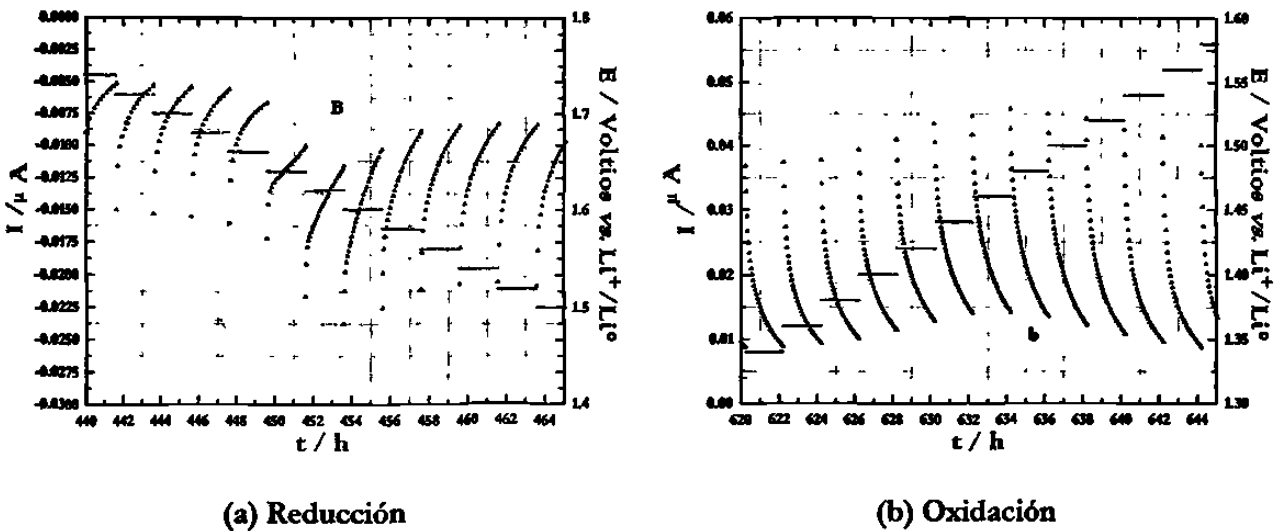 0.0000
-0.0025
-0.0050
-0.0075
-0.0100
-0.0125
-0.0150
-0.0175
-0.0200
-0.0225
-0.0250
-0.0275
-0.0300
I/µA
B
1.8
1.7
1.6
1.5
1.4
E / Voltios vs. Li⁺/Li⁰
440 442 444 446 448 450 452 454 456 458 460 462 464
t / h
(a) Reducción
0.06
0.05
0.04
0.03
0.02
0.01
0.00
I/µA
b
1.60
1.55
1.50
1.45
1.40
1.35
1.30
E / Voltios vs. Li⁺/Li⁰
620 622 624 626 628 630 632 634 636 638 640 642 644
t / h
(b) Oxidación